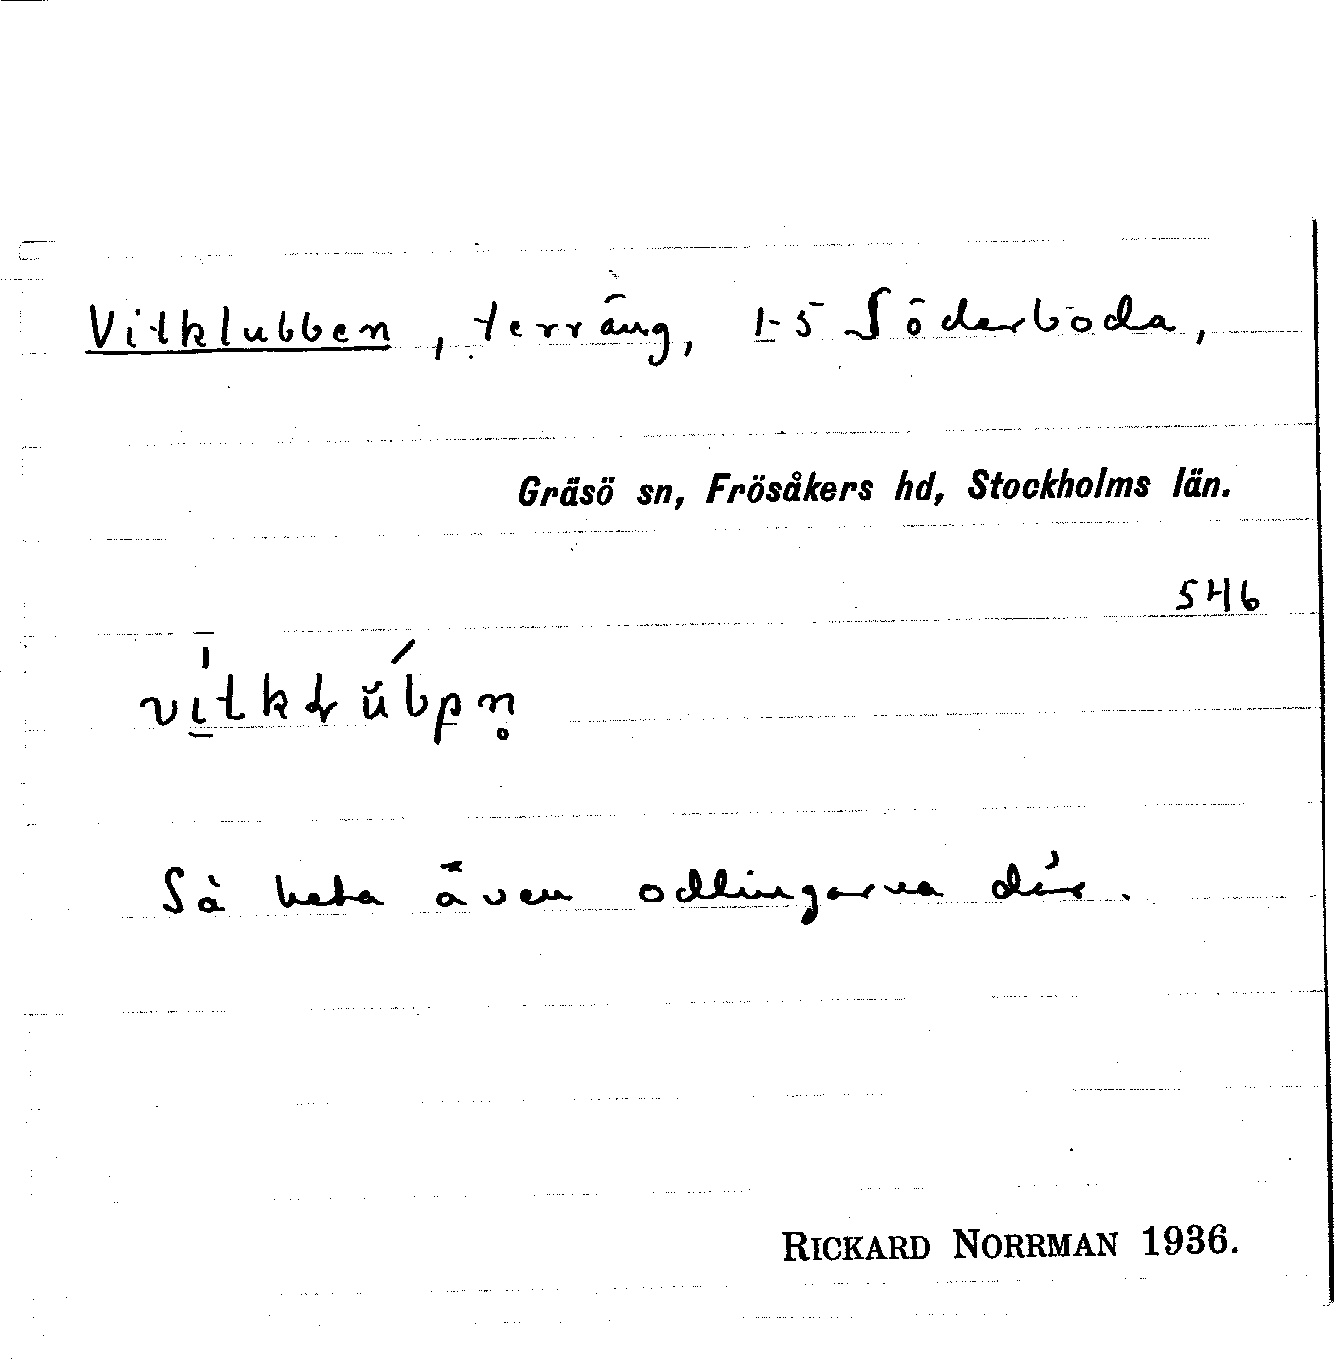 Vitklubben, terräng, 1-5 Söderboda,
Gräsö sn, Frösåkers hd, Stockholms län.
546
Så heta även odlingarna där.
RICKARD NORRMAN 1936.